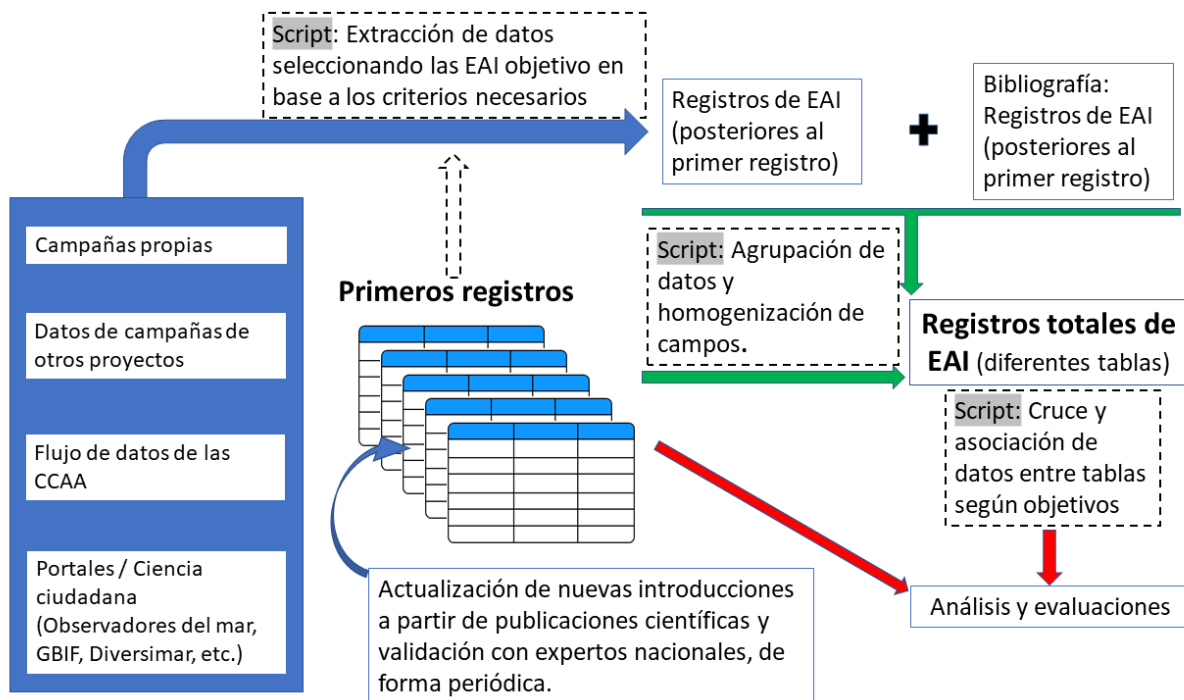 Script: Extracción de datos
seleccionando las EAI objetivo en
base a los criterios necesarios
Registros de EAI
(posteriores al
primer registro)
Bibliografía:
Registros de EAI
(posteriores al
primer registro)
Campañas propias
Datos de campañas de
otros proyectos
Flujo de datos de las
CCAA
Portales / Ciencia
ciudadana
(Observadores del mar,
GBIF, Diversimar, etc.)
Primeros registros
Script: Agrupación de
datos y
homogenización de
campos.
Registros totales de
EAI (diferentes tablas)
Script: Cruce y
asociación de
datos entre tablas
según objetivos
Actualización de nuevas introducciones
a partir de publicaciones científicas y
validación con expertos nacionales, de
forma periódica.
Análisis y evaluaciones